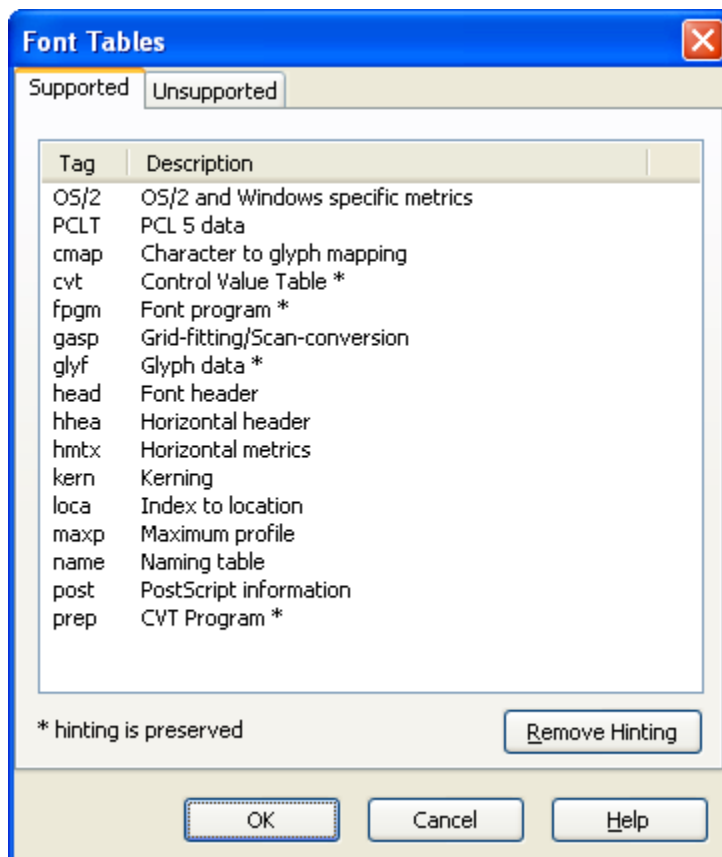 Font Tables
Supported Unsupported
Tag Description
OS/2 OS/2 and Windows specific metrics
PCLT PCL 5 data
cmap Character to glyph mapping
cvt Control Value Table *
fpgm Font program *
gasp Grid-fitting/Scan-conversion
glyf Glyph data *
head Font header
hhea Horizontal header
hmtx Horizontal metrics
kern Kerning
loca Index to location
maxp Maximum profile
name Naming table
post PostScript information
prep CVT Program *
* hinting is preserved Remove Hinting
OK Cancel Help